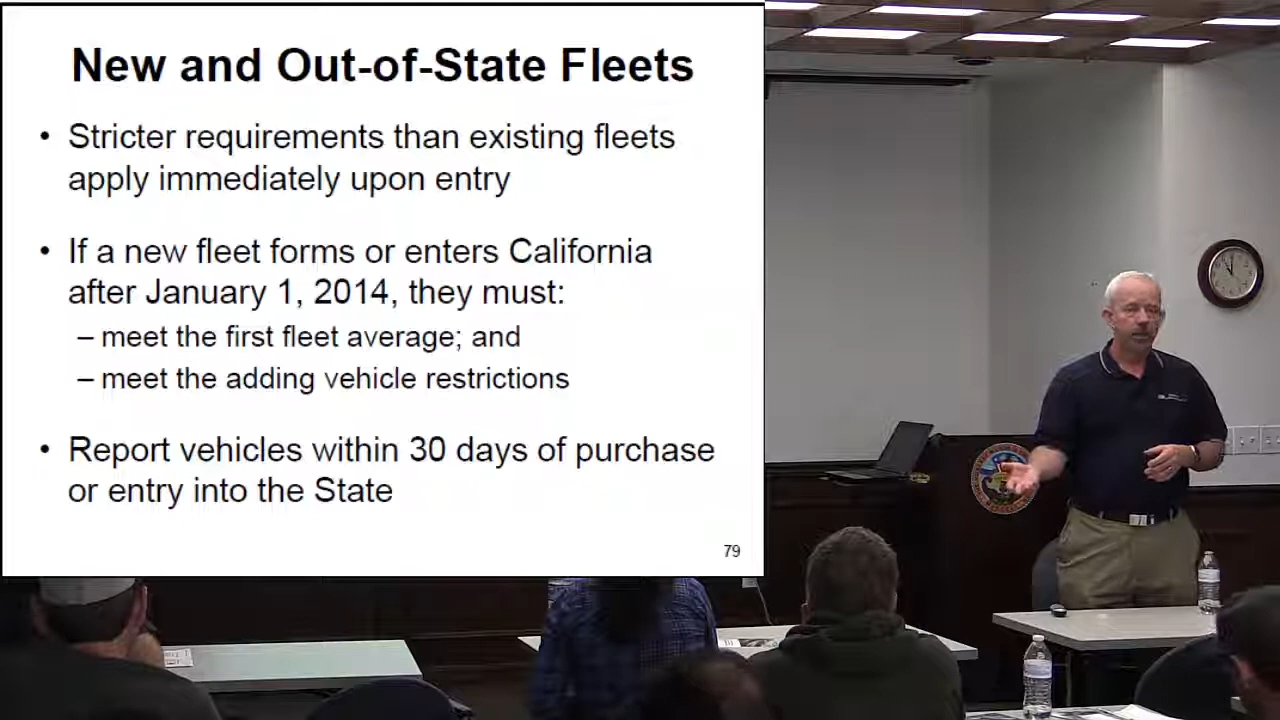 New and Out-of-State Fleets
• Stricter requirements than existing fleets
apply immediately upon entry
• If a new fleet forms or enters California
after January 1, 2014, they must:
– meet the first fleet average; and
– meet the adding vehicle restrictions
• Report vehicles within 30 days of purchase
or entry into the State
79